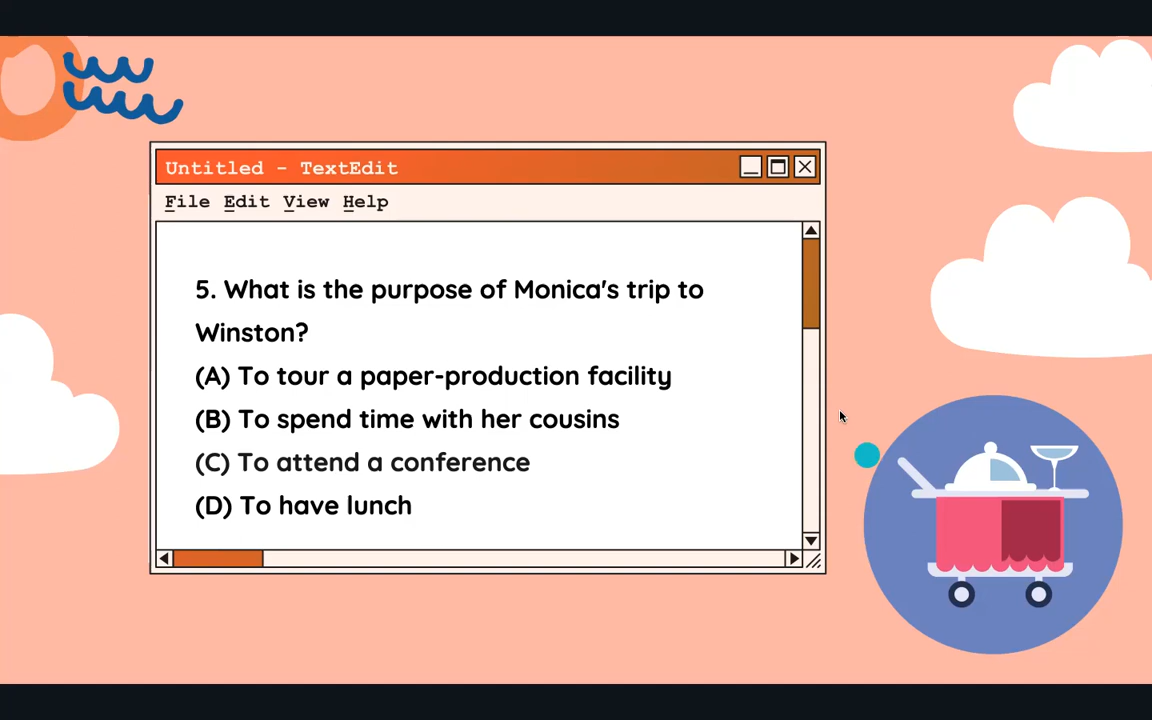 Untitled - TextEdit
File Edit View Help
5. What is the purpose of Monica's trip to
Winston?
(A) To tour a paper-production facility
(B) To spend time with her cousins
(C) To attend a conference
(D) To have lunch